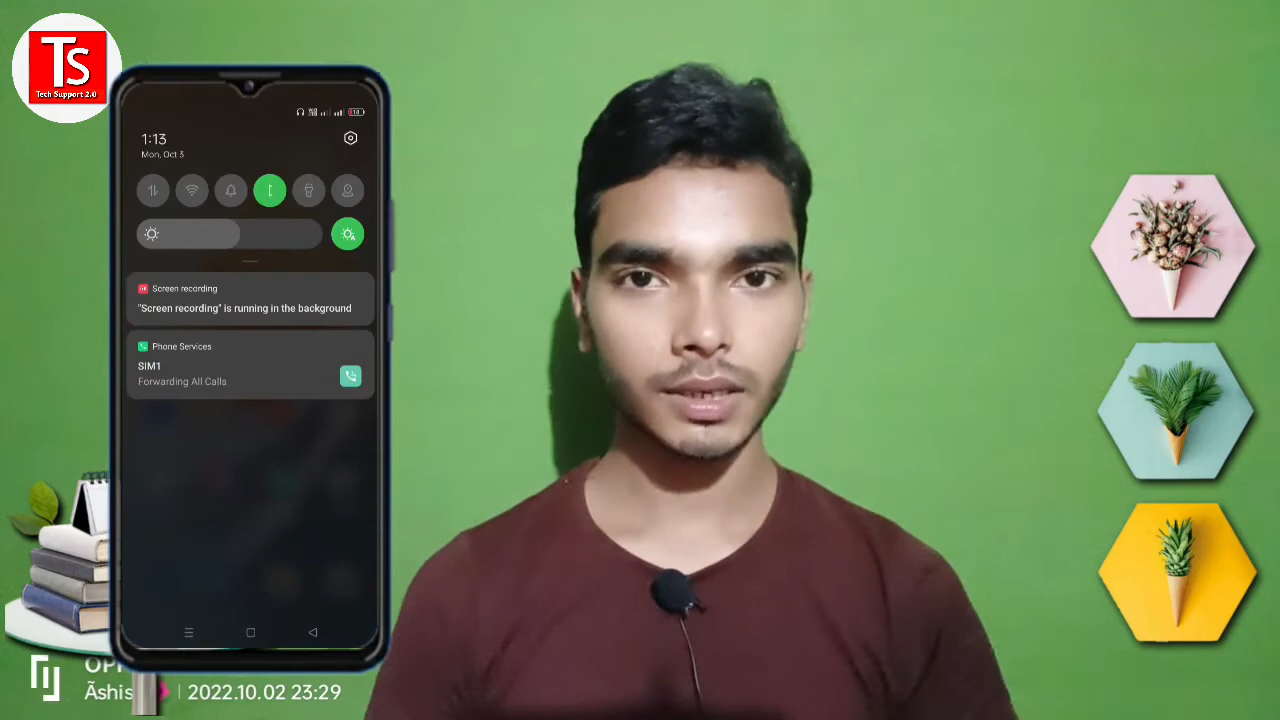 TS
Tech Support 2.0
18
1:13
Mon, Oct 3
Screen recording
"Screen recording" is running in the background
Phone Services
SIM1
Forwarding All Calls
2022.10.02 23:29